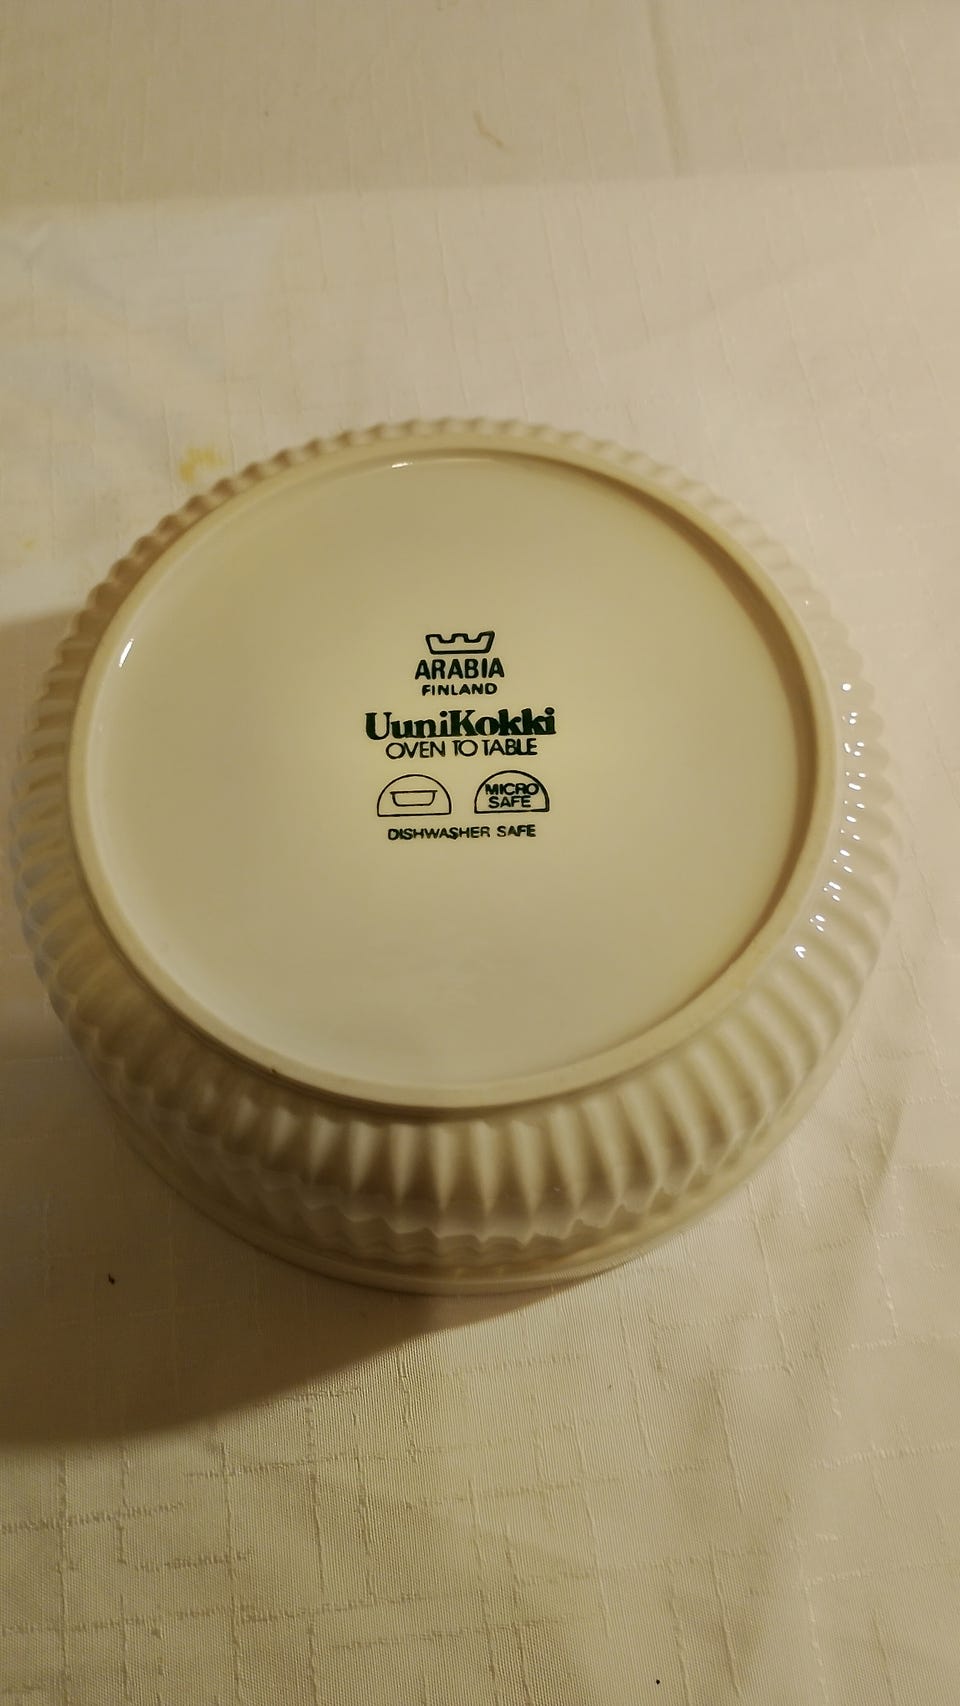 ARABIA
FINLAND
UuniKokki
OVEN TO TABLE
MICRO
SAFE
DISHWASHER SAFE